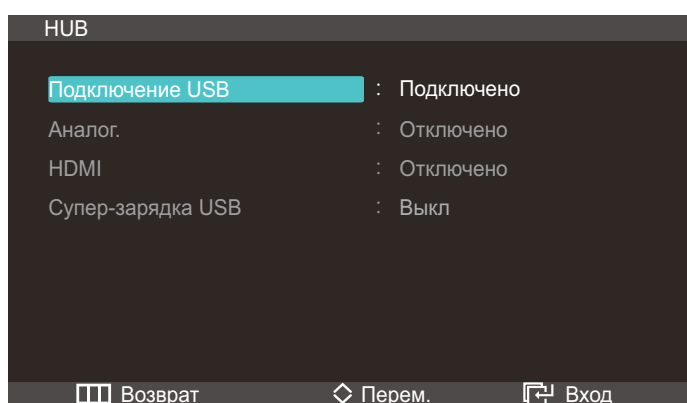 HUB
Подключение USB : Подключено
Аналог. : Отключено
HDMI : Отключено
Супер-зарядка USB : Выкл
Возврат Перем. Вход